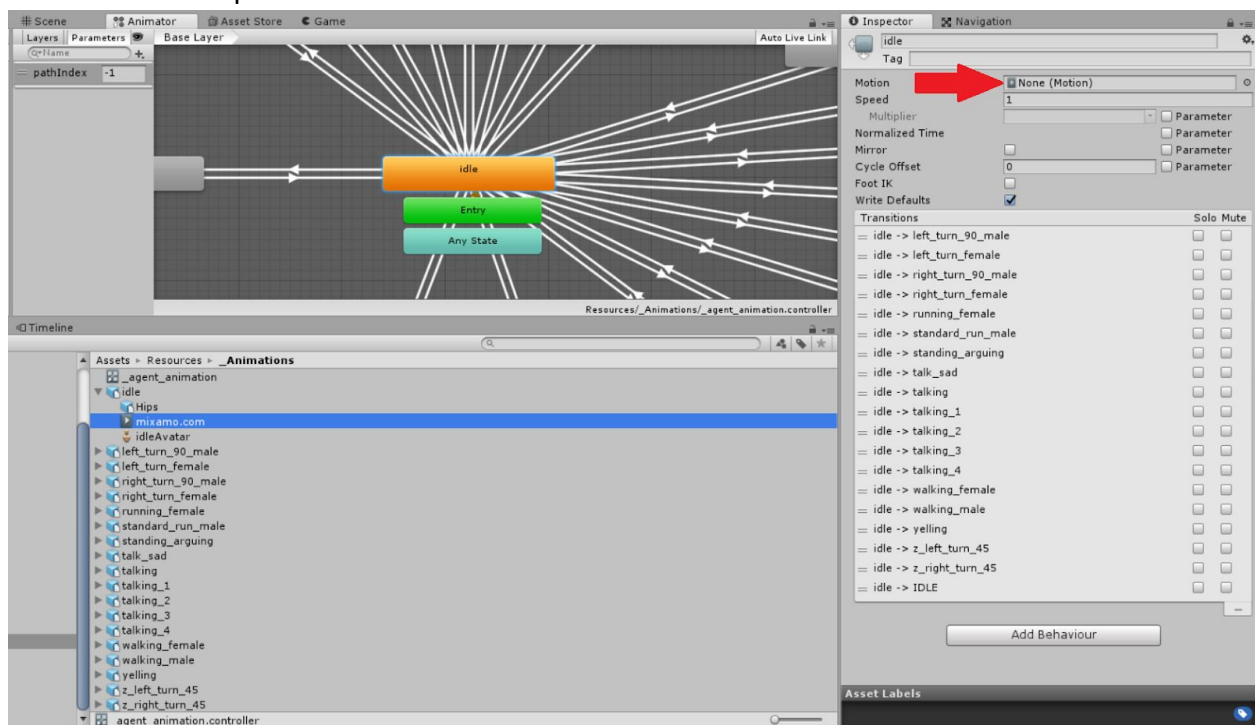 Scene Animator Asset Store Game
Layers Parameters Base Layer Auto Live Link
Name
pathIndex -1
idle
Entry
Any State
Resources/_Animations/_agent_animation.controller
Timeline
Assets Resources _Animations
_agent_animation
idle
Hips
mixamo.com
idleAvatar
left_turn_90_male
left_turn_female
right_turn_90_male
right_turn_female
running_female
standard_run_male
standing_arguing
talk_sad
talking
talking_1
talking_2
talking_3
talking_4
walking_female
walking_male
yelling
z_left_turn_45
z_right_turn_45
_agent_animation.controller
Inspector Navigation
idle
Tag
Motion None (Motion)
Speed 1
Multiplier Parameter
Normalized Time Parameter
Mirror Parameter
Cycle Offset 0 Parameter
Foot IK
Write Defaults
Transitions Solo Mute
idle -> left_turn_90_male
idle -> left_turn_female
idle -> right_turn_90_male
idle -> right_turn_female
idle -> running_female
idle -> standard_run_male
idle -> standing_arguing
idle -> talk_sad
idle -> talking
idle -> talking_1
idle -> talking_2
idle -> talking_3
idle -> talking_4
idle -> walking_female
idle -> walking_male
idle -> yelling
idle -> z_left_turn_45
idle -> z_right_turn_45
idle -> IDLE
Add Behaviour
Asset Labels